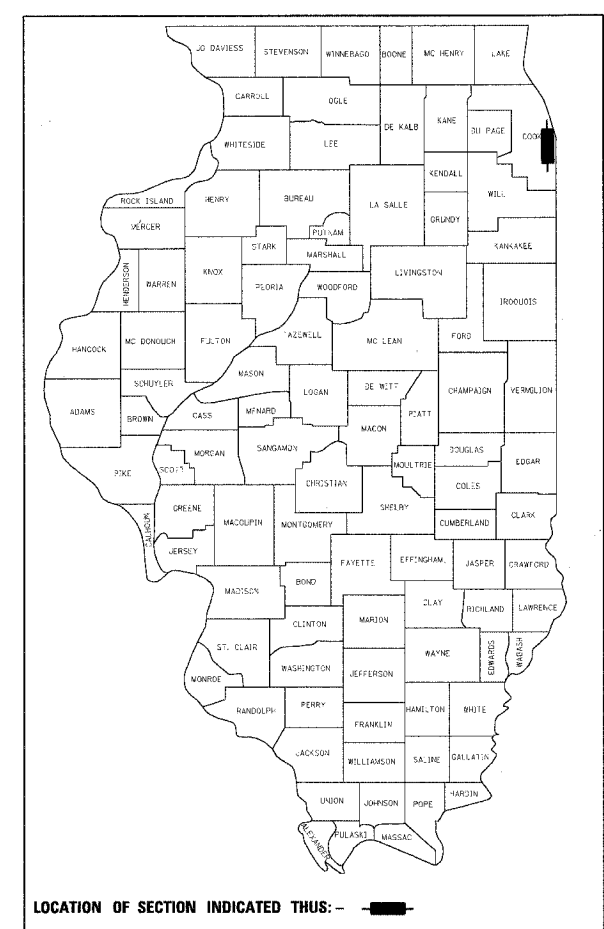 JO DAVIESS STEVENSON WINNEBAGO BOONE MC HENRY LAKE
CARROLL OGLE
DE KALB KANE DU PAGE COOK
WHITESIDE LEE
KENDALL
WILL
ROCK ISLAND HENRY BUREAU LA SALLE GRUNDY
MERCER PUTNAM
KANKAKEE
STARK MARSHALL
HENDERSON WARREN KNOX LIVINGSTON
PEORIA WOODFORD IROQUOIS
FORD
TAZEWELL
HANCOCK MC DONOUGH FULTON MC LEAN
MASON
SCHUYLER DE WITT
LOGAN CHAMPAIGN VERMILION
ADAMS BROWN CASS MENARD PIATT
MACON
MORGAN SANGAMON DOUGLAS
PIKE SCOTT MOULTRIE EDGAR
CHRISTIAN COLES
GREENE SHELBY
CALHOUN MACOUPIN MONTGOMERY CUMBERLAND CLARK
JERSEY
FAYETTE EFFINGHAM JASPER CRAWFORD
BOND
MADISON
CLAY RICHLAND LAWRENCE
CLINTON MARION
ST. CLAIR WAYNE EDWARDS WABASH
WASHINGTON JEFFERSON
MONROE
RANDOLPH PERRY HAMILTON WHITE
FRANKLIN
JACKSON
WILLIAMSON SALINE GALLATIN
HARDIN
UNION JOHNSON POPE
ALEXANDER PULASKI MASSAC
LOCATION OF SECTION INDICATED THUS: –